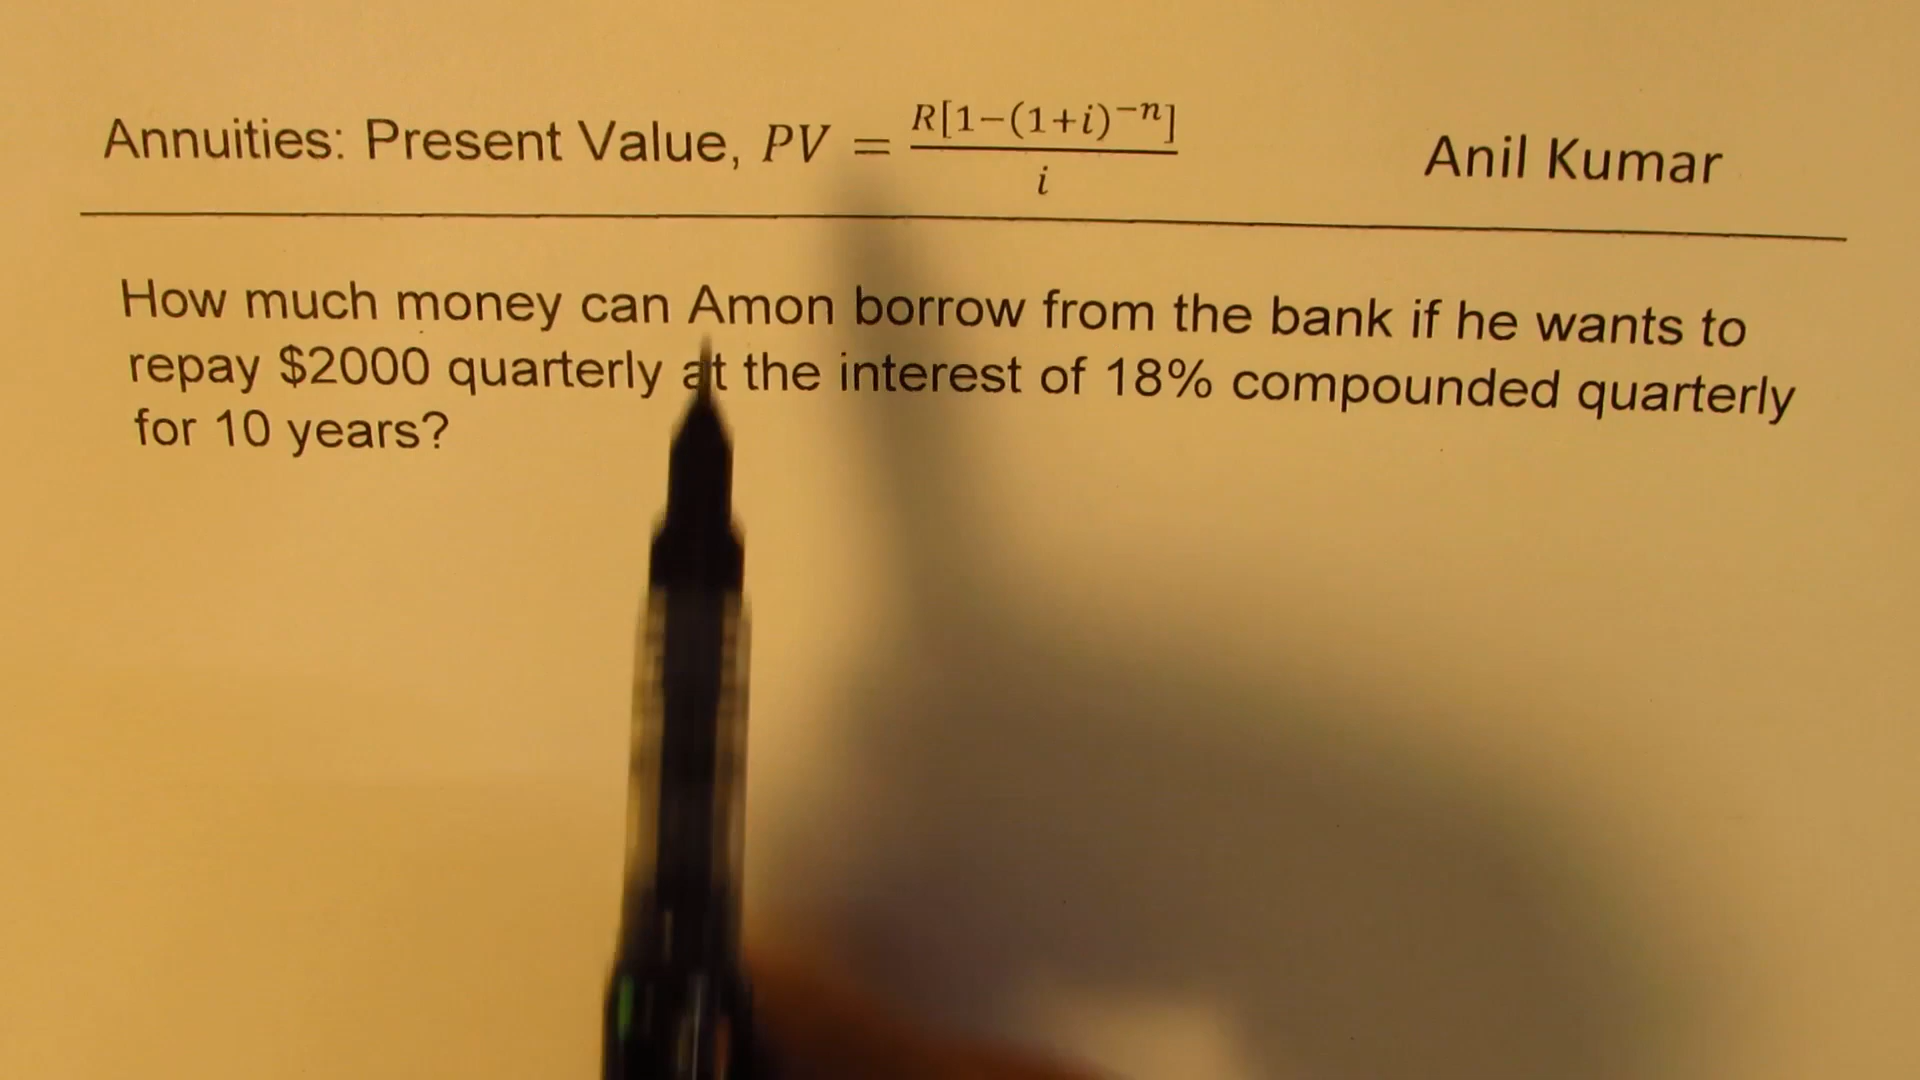 Annuities: Present Value, PV = R[1−(1+i)^−n] / i Anil Kumar
How much money can Amon borrow from the bank if he wants to
repay $2000 quarterly at the interest of 18% compounded quarterly
for 10 years?